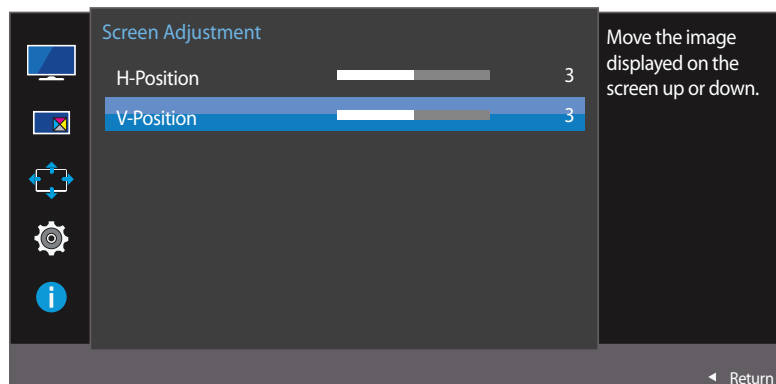 Screen Adjustment
H-Position 3
V-Position 3
Move the image
displayed on the
screen up or down.
i
Return